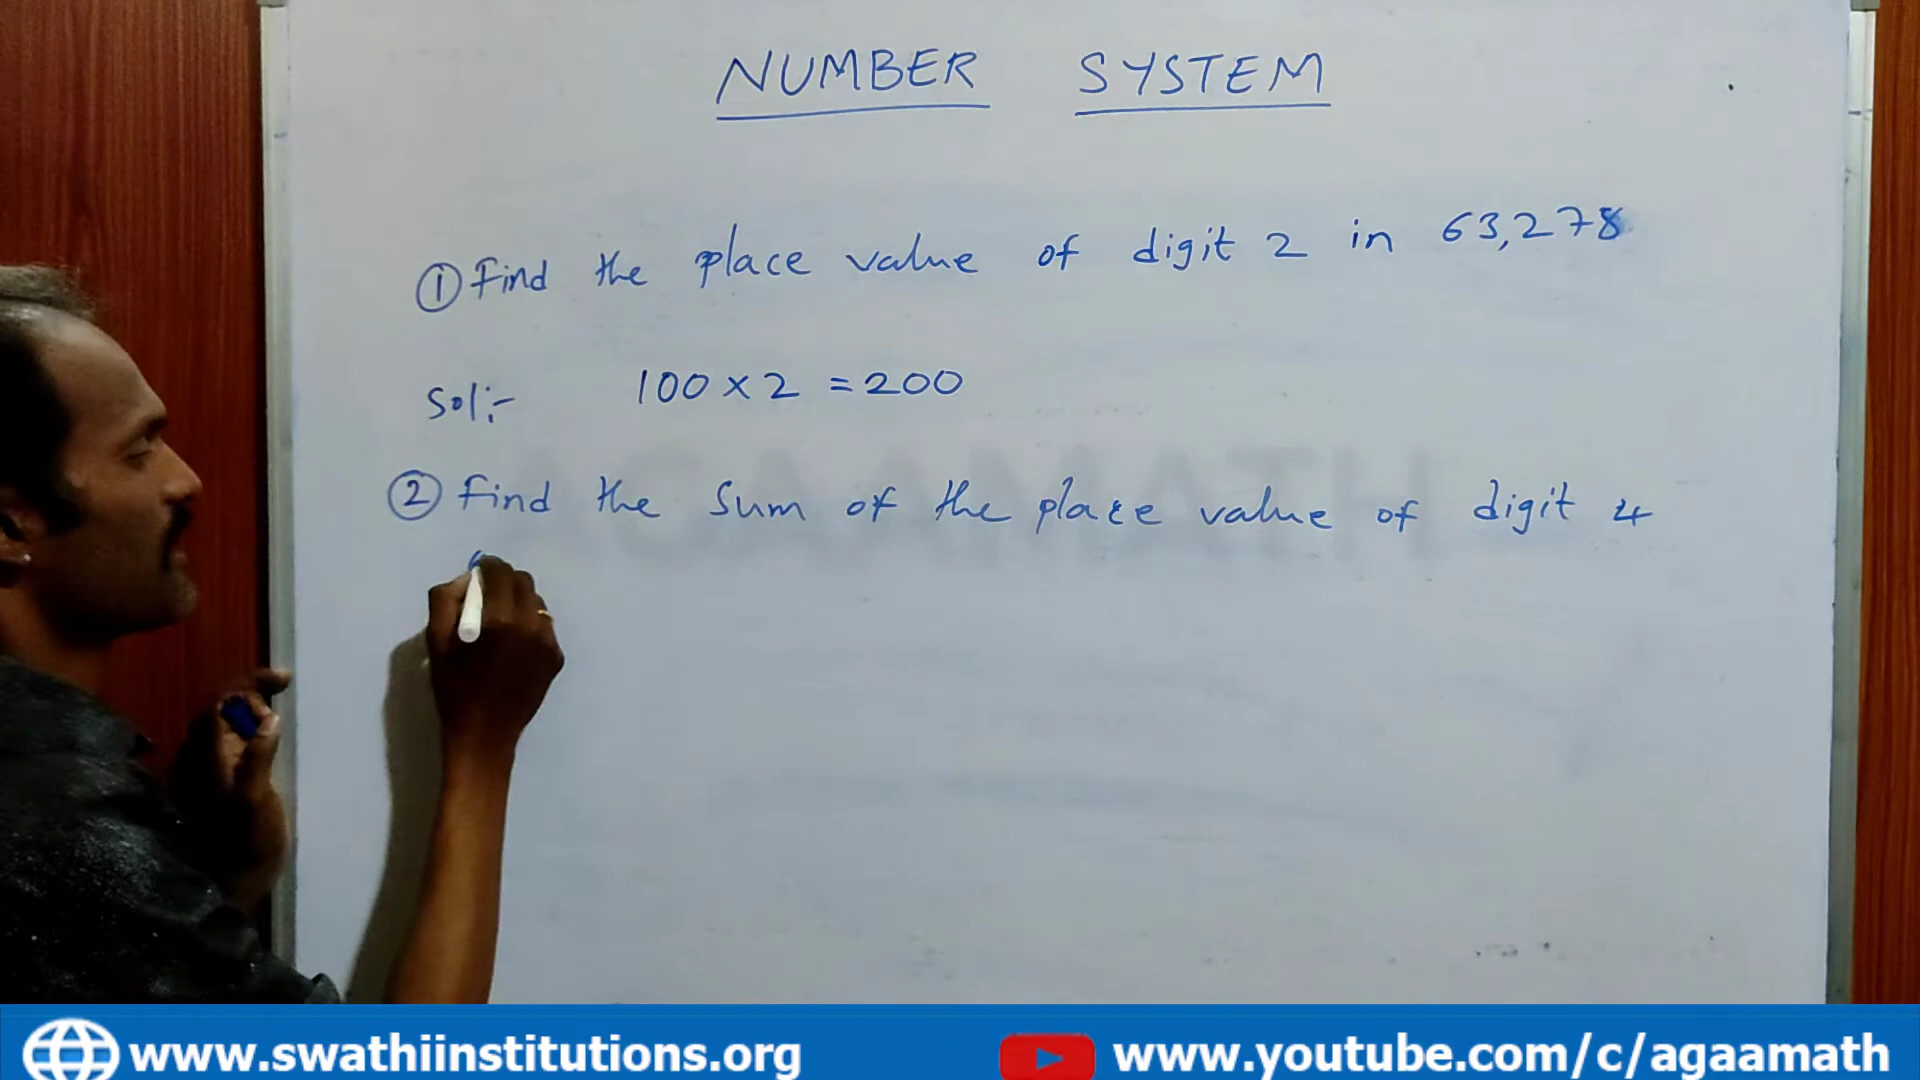 NUMBER SYSTEM
① Find the place value of digit 2 in 63,278
Sol:- 100 × 2 = 200
② Find the sum of the place value of digit 4
AGAAMATH
www.swathiinstitutions.org www.youtube.com/c/agaamath